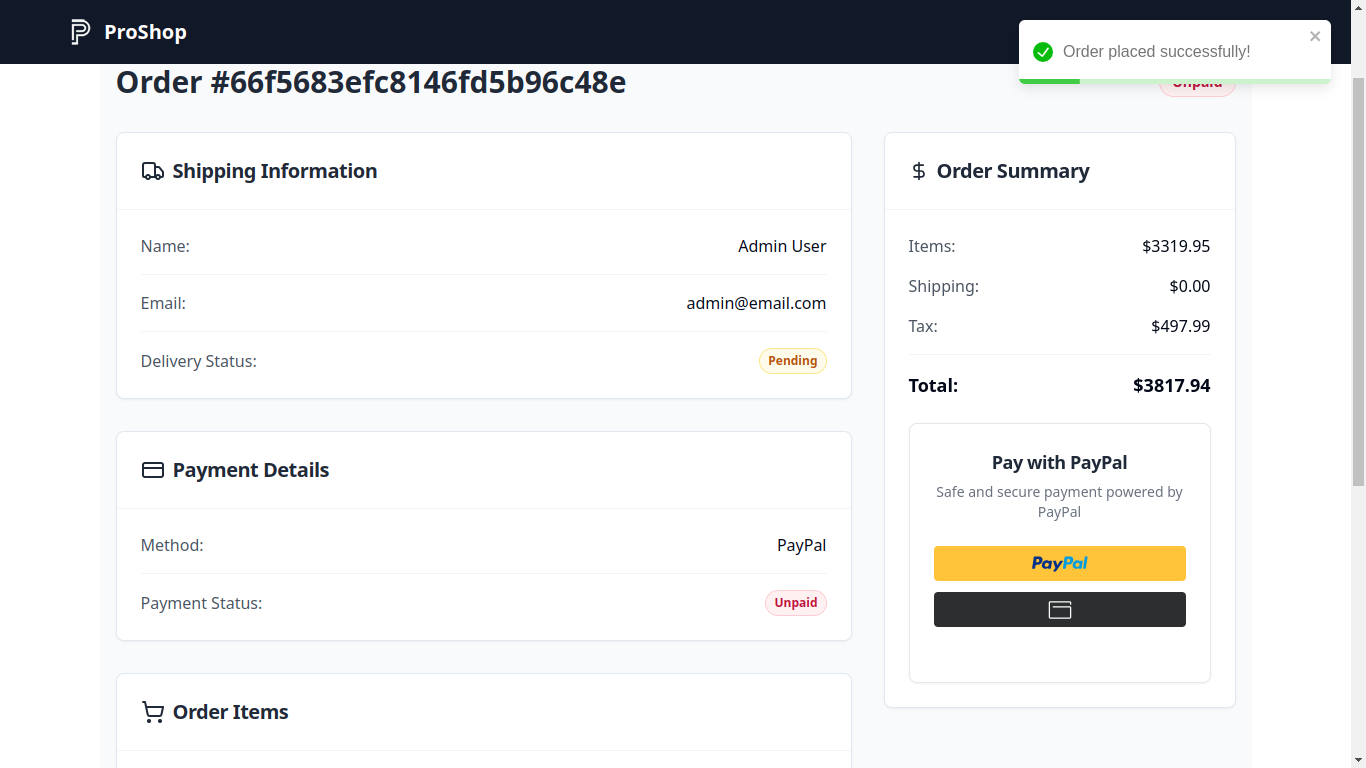 ProShop
Order placed successfully!
Order #66f5683efc8146fd5b96c48e
Unpaid
Shipping Information
Name:
Admin User
Email:
admin@email.com
Delivery Status:
Pending
Payment Details
Method:
PayPal
Payment Status:
Unpaid
Order Items
Order Summary
Items:
$3319.95
Shipping:
$0.00
Tax:
$497.99
Total:
$3817.94
Pay with PayPal
Safe and secure payment powered by
PayPal
PayPal